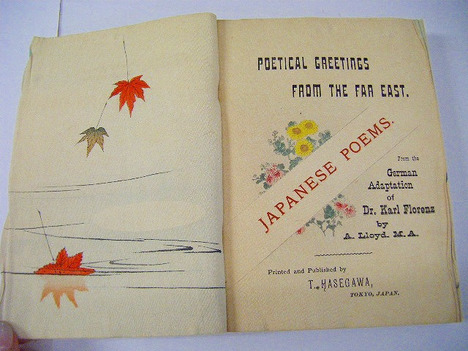 POETICAL GREETINGS
FROM THE FAR EAST.
JAPANESE POEMS.
From the
German
Adaptation
of
Dr. Karl Florenz
by
A. Lloyd M.A.
Printed and Published by
T. HASEGAWA,
TOKYO, JAPAN.